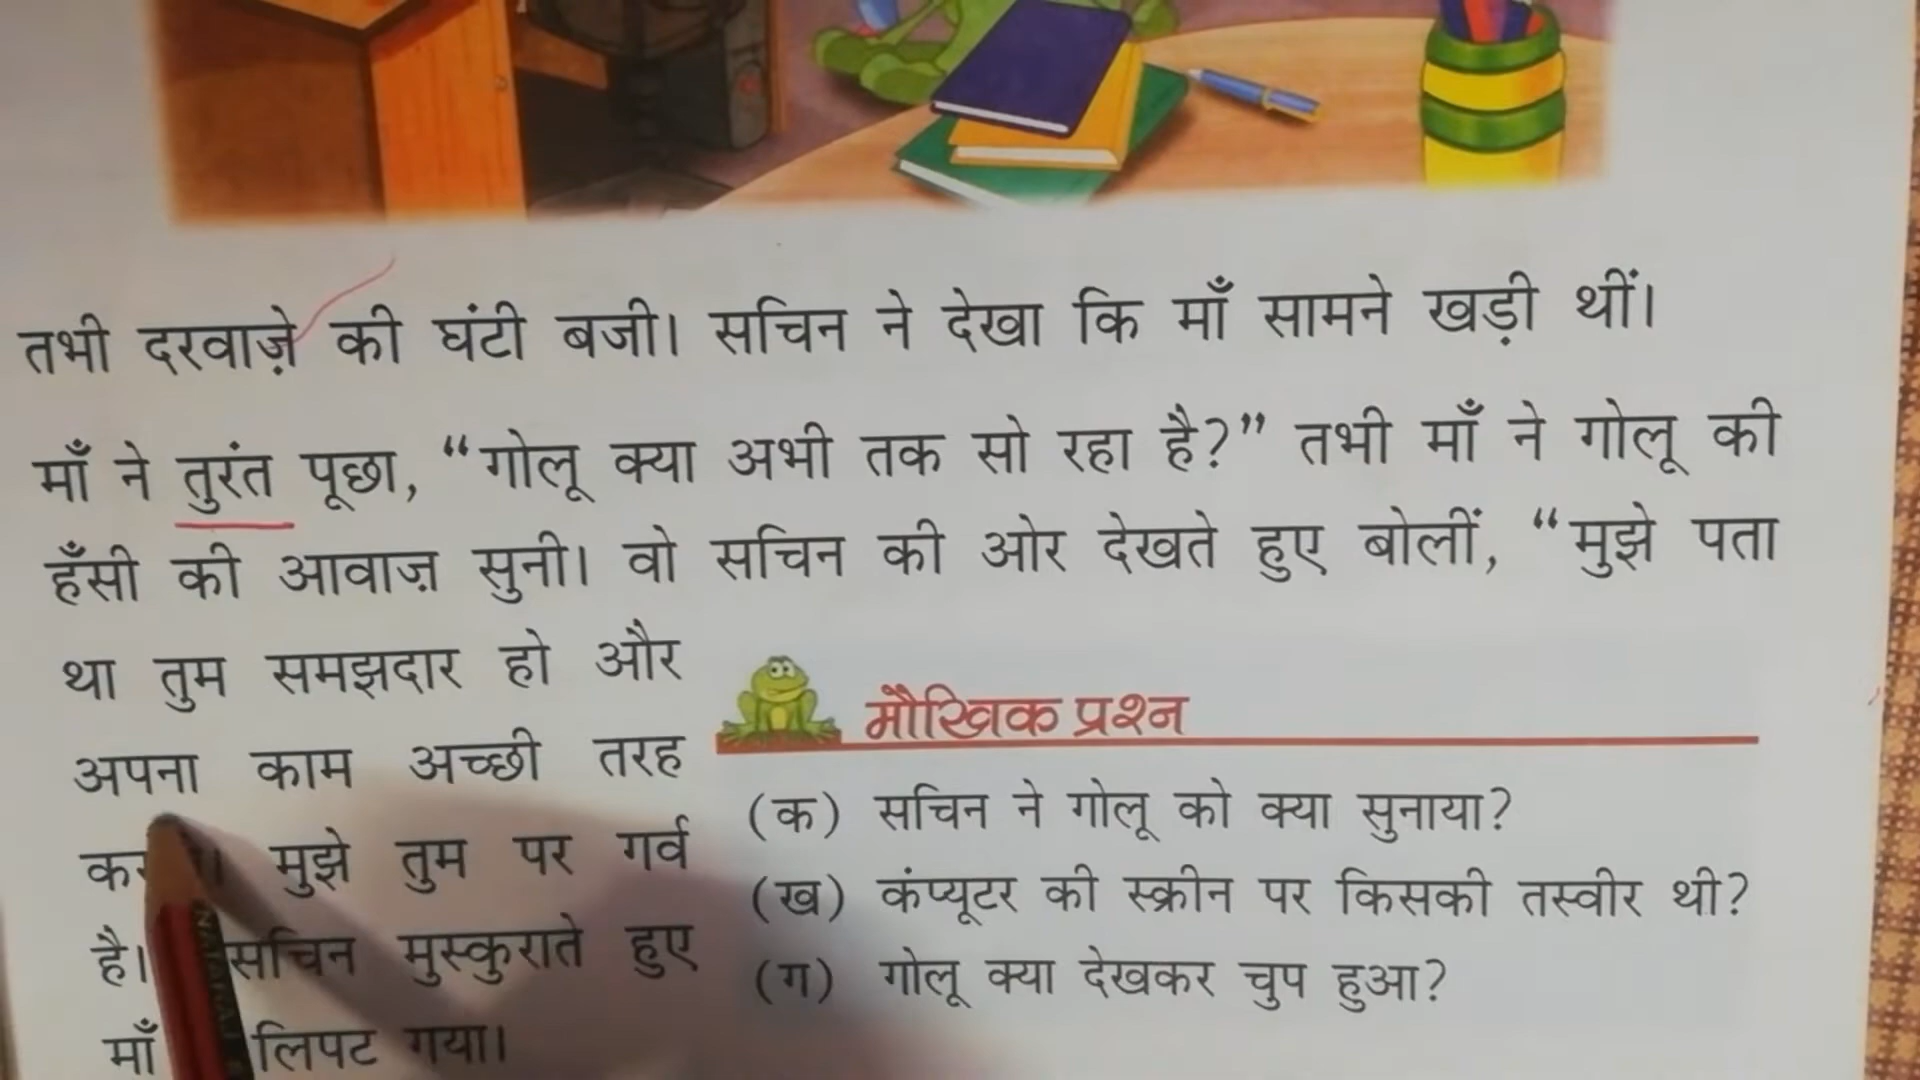 तभी दरवाज़े की घंटी बजी। सचिन ने देखा कि माँ सामने खड़ी थीं।
माँ ने तुरंत पूछा, “गोलू क्या अभी तक सो रहा है?” तभी माँ ने गोलू की
हँसी की आवाज़ सुनी। वो सचिन की ओर देखते हुए बोलीं, “मुझे पता
था तुम समझदार हो और
अपना काम अच्छी तरह
मुझे तुम पर गर्व
है। सचिन मुस्कुराते हुए
माँ लिपट गया।
मौखिक प्रश्न
(क) सचिन ने गोलू को क्या सुनाया?
(ख) कंप्यूटर की स्क्रीन पर किसकी तस्वीर थी?
(ग) गोलू क्या देखकर चुप हुआ?